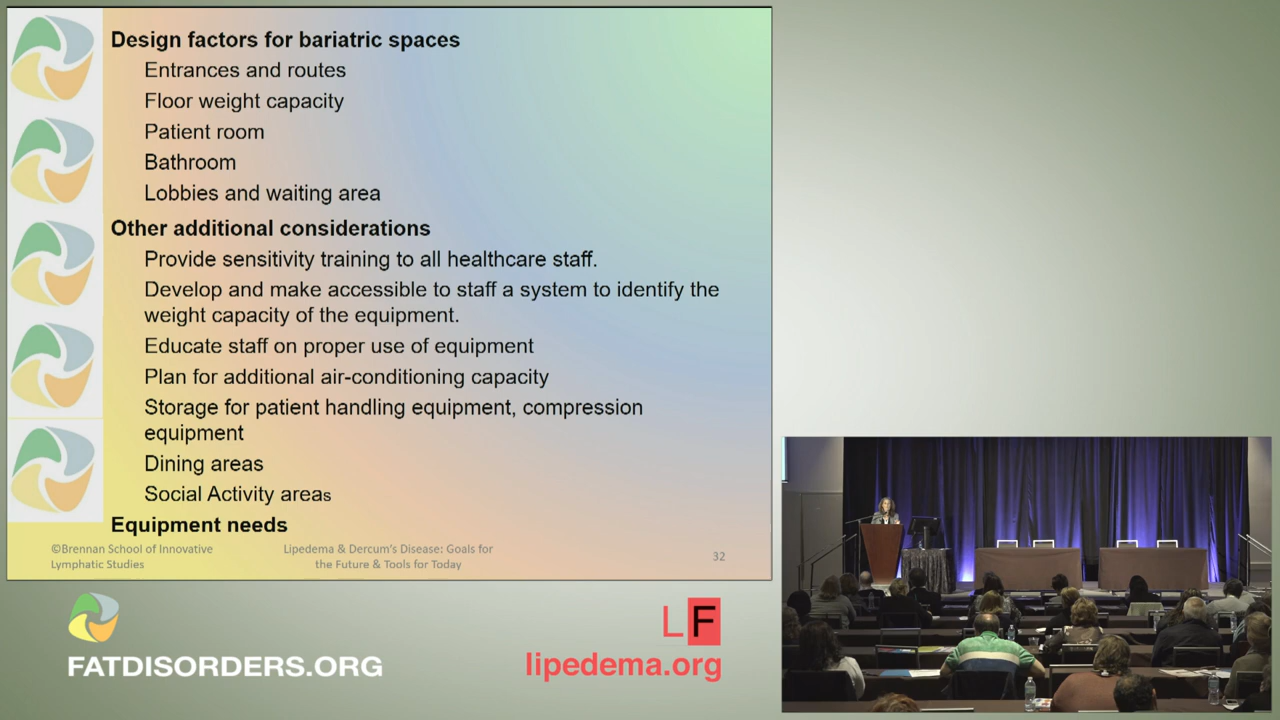 Design factors for bariatric spaces
Entrances and routes
Floor weight capacity
Patient room
Bathroom
Lobbies and waiting area
Other additional considerations
Provide sensitivity training to all healthcare staff.
Develop and make accessible to staff a system to identify the
weight capacity of the equipment.
Educate staff on proper use of equipment
Plan for additional air-conditioning capacity
Storage for patient handling equipment, compression
equipment
Dining areas
Social Activity areas
Equipment needs
©Brennan School of Innovative
Lymphatic Studies
Lipedema & Dercum's Disease: Goals for
the Future & Tools for Today
32
FATDISORDERS.ORG
LF
lipedema.org